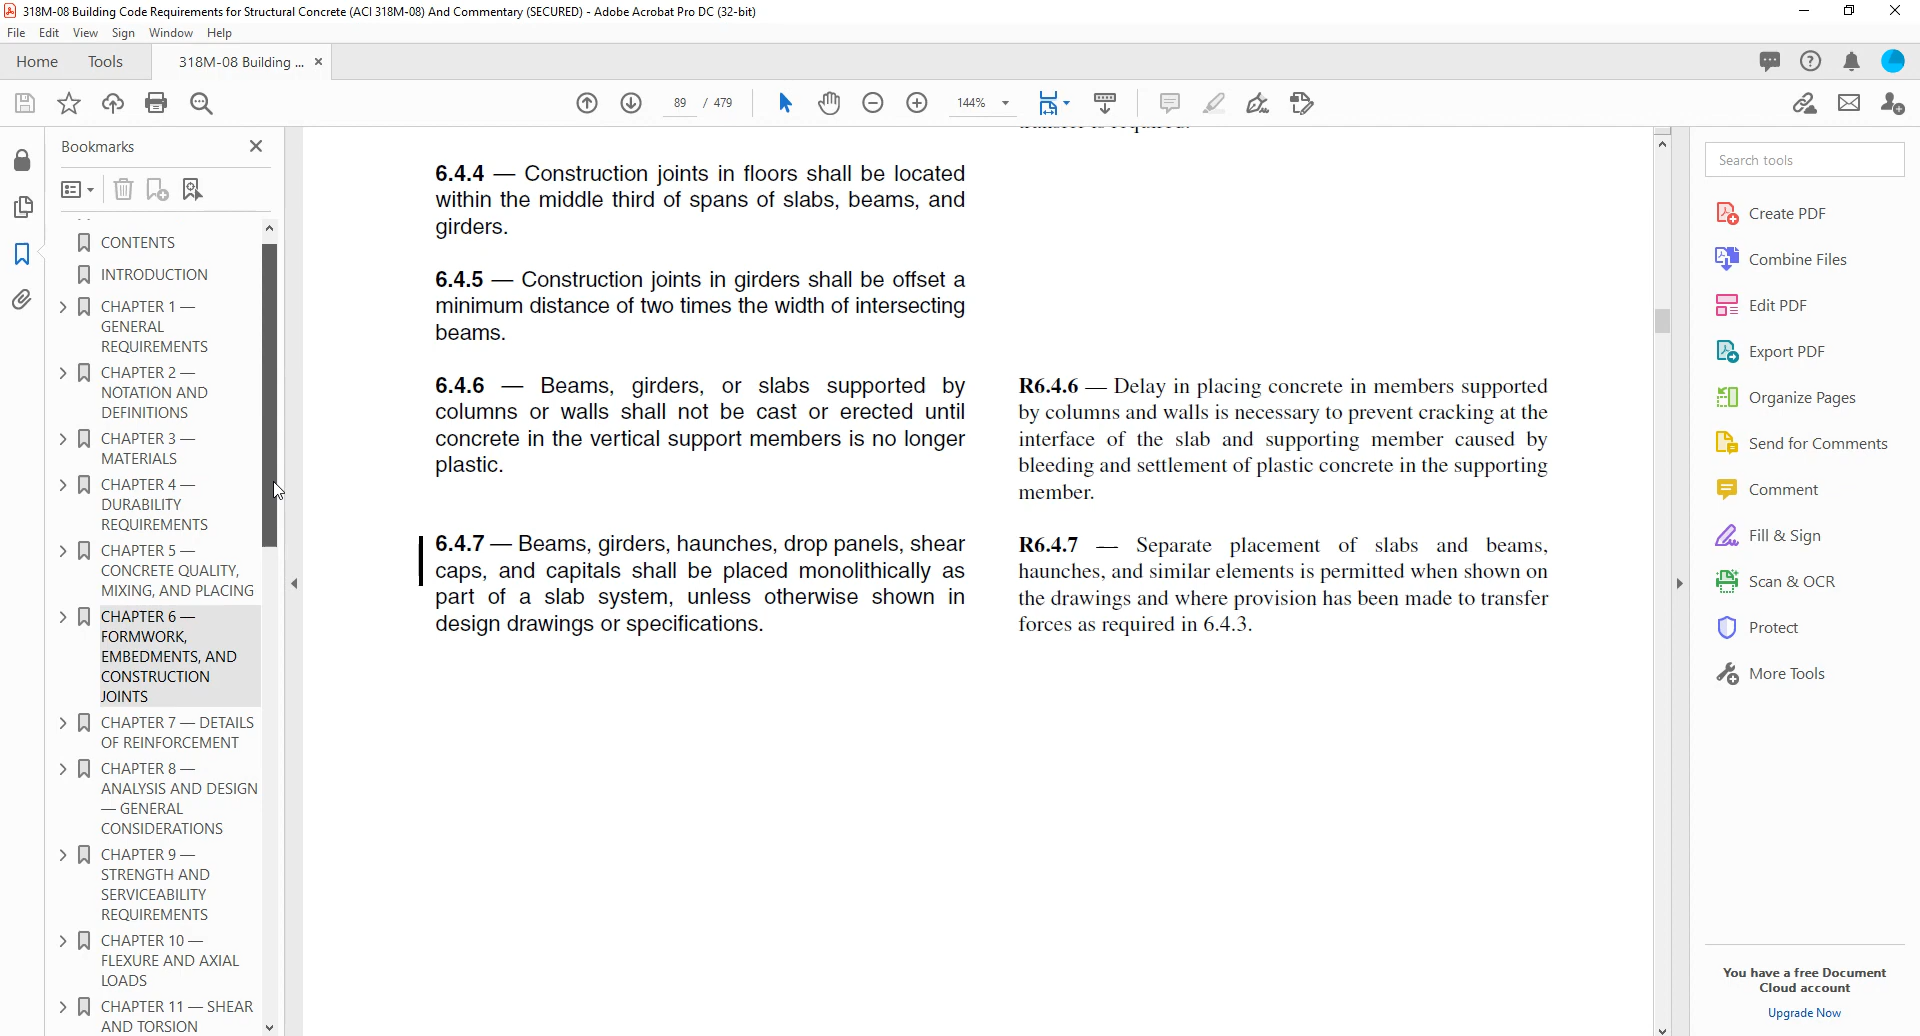 318M-08 Building Code Requirements for Structural Concrete (ACI 318M-08) And Commentary (SECURED) - Adobe Acrobat Pro DC (32-bit)
File Edit View Sign Window Help
Home Tools 318M-08 Building ... ×
89 / 479 144%
Bookmarks
CONTENTS
INTRODUCTION
CHAPTER 1 —
GENERAL
REQUIREMENTS
CHAPTER 2 —
NOTATION AND
DEFINITIONS
CHAPTER 3 —
MATERIALS
CHAPTER 4 —
DURABILITY
REQUIREMENTS
CHAPTER 5 —
CONCRETE QUALITY,
MIXING, AND PLACING
CHAPTER 6 —
FORMWORK,
EMBEDMENTS, AND
CONSTRUCTION
JOINTS
CHAPTER 7 — DETAILS
OF REINFORCEMENT
CHAPTER 8 —
ANALYSIS AND DESIGN
— GENERAL
CONSIDERATIONS
CHAPTER 9 —
STRENGTH AND
SERVICEABILITY
REQUIREMENTS
CHAPTER 10 —
FLEXURE AND AXIAL
LOADS
CHAPTER 11 — SHEAR
AND TORSION
6.4.4 — Construction joints in floors shall be located
within the middle third of spans of slabs, beams, and
girders.
6.4.5 — Construction joints in girders shall be offset a
minimum distance of two times the width of intersecting
beams.
6.4.6 — Beams, girders, or slabs supported by
columns or walls shall not be cast or erected until
concrete in the vertical support members is no longer
plastic.
6.4.7 — Beams, girders, haunches, drop panels, shear
caps, and capitals shall be placed monolithically as
part of a slab system, unless otherwise shown in
design drawings or specifications.
R6.4.6 — Delay in placing concrete in members supported
by columns and walls is necessary to prevent cracking at the
interface of the slab and supporting member caused by
bleeding and settlement of plastic concrete in the supporting
member.
R6.4.7 — Separate placement of slabs and beams,
haunches, and similar elements is permitted when shown on
the drawings and where provision has been made to transfer
forces as required in 6.4.3.
Search tools
Create PDF
Combine Files
Edit PDF
Export PDF
Organize Pages
Send for Comments
Comment
Fill & Sign
Scan & OCR
Protect
More Tools
You have a free Document
Cloud account
Upgrade Now